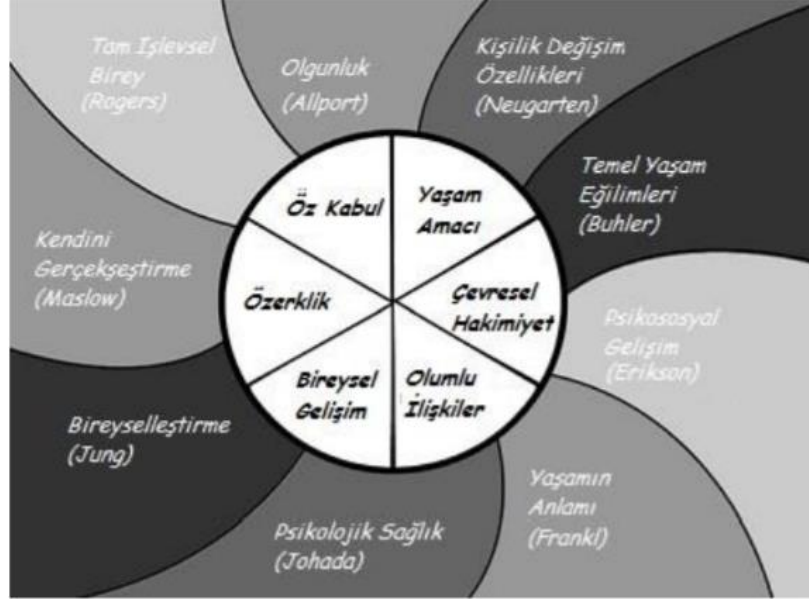 Tam İşlevsel
Birey
(Rogers)
Olgunluk
(Allport)
Kişilik Değişim
Özellikleri
(Neugarten)
Temel Yaşam
Eğilimleri
(Buhler)
Kendini
Gerçekşestirme
(Maslow)
Psikososyal
Gelişim
(Erikson)
Bireyselleştirme
(Jung)
Yaşamın
Anlamı
(Frankl)
Psikolojik Sağlık
(Johada)
Öz Kabul
Yaşam
Amacı
Özerklik
Çevresel
Hakimiyet
Bireysel
Gelişim
Olumlu
İlişkiler